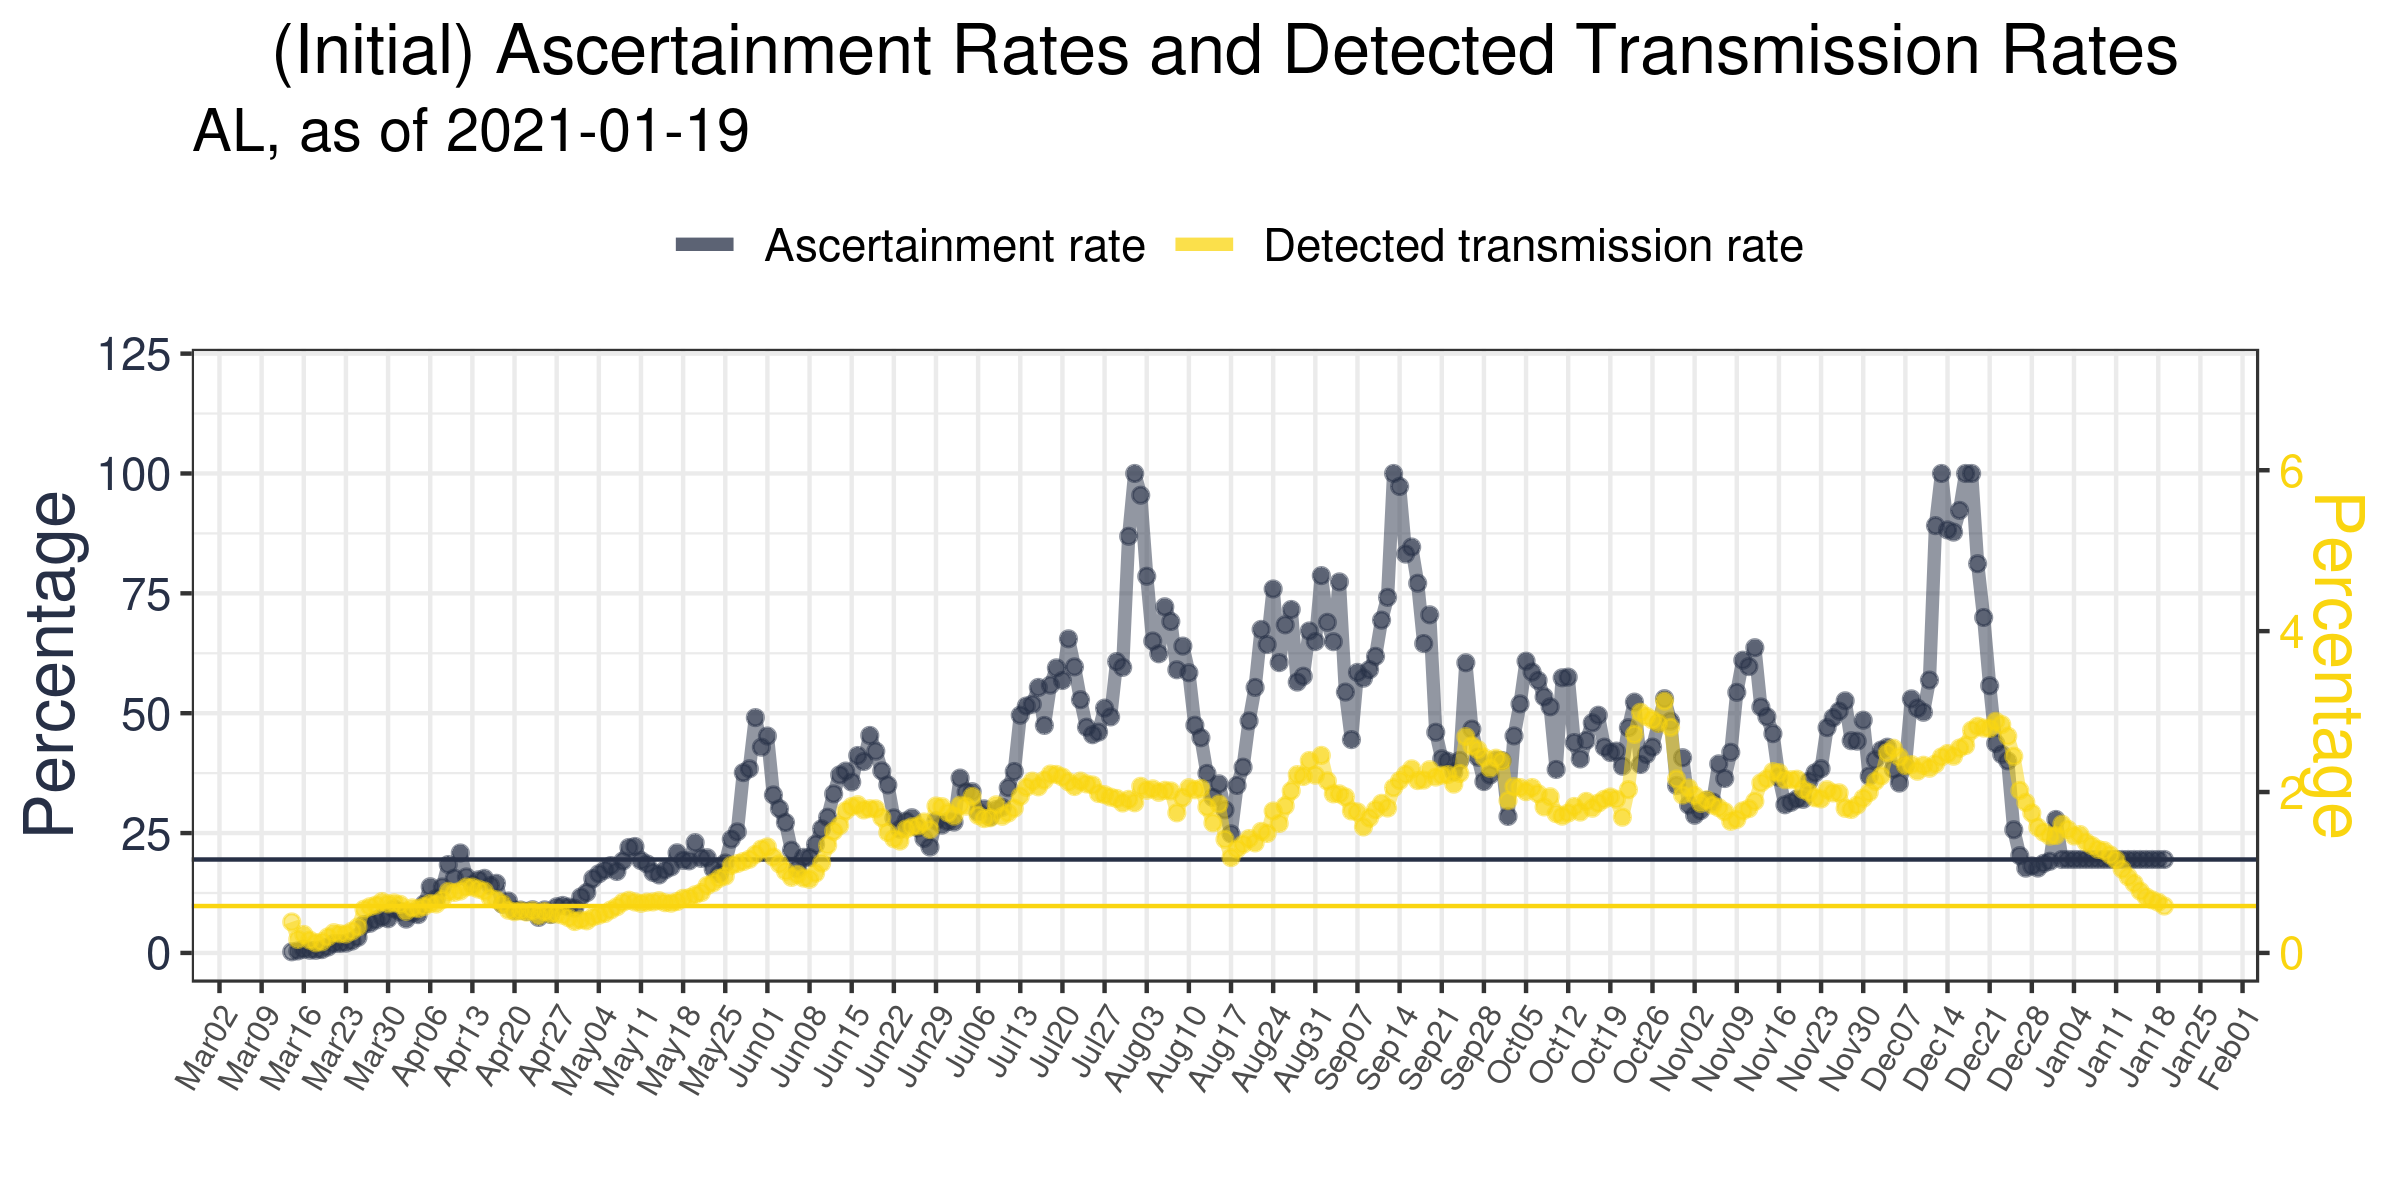 (Initial) Ascertainment Rates and Detected Transmission Rates
AL, as of 2021-01-19
Ascertainment rate
Detected transmission rate
Percentage
125
100
75
50
25
0
6
4
2
0
Percentage
Mar02
Mar09
Mar16
Mar23
Mar30
Apr06
Apr13
Apr20
Apr27
May04
May11
May18
May25
Jun01
Jun08
Jun15
Jun22
Jun29
Jul06
Jul13
Jul20
Jul27
Aug03
Aug10
Aug17
Aug24
Aug31
Sep07
Sep14
Sep21
Sep28
Oct05
Oct12
Oct19
Oct26
Nov02
Nov09
Nov16
Nov23
Nov30
Dec07
Dec14
Dec21
Dec28
Jan04
Jan11
Jan18
Jan25
Feb01